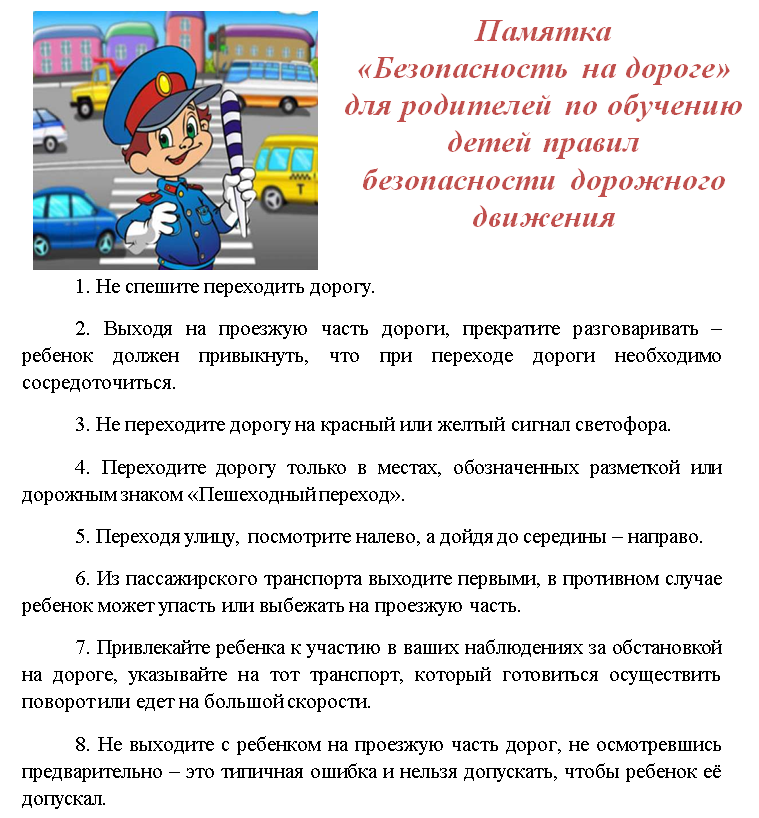 Памятка
«Безопасность на дороге»
для родителей по обучению
детей правил
безопасности дорожного
движения
1. Не спешите переходить дорогу.
2. Выходя на проезжую часть дороги, прекратите разговаривать –
ребенок должен привыкнуть, что при переходе дороги необходимо
сосредоточиться.
3. Не переходите дорогу на красный или желтый сигнал светофора.
4. Переходите дорогу только в местах, обозначенных разметкой или
дорожным знаком «Пешеходный переход».
5. Переходя улицу, посмотрите налево, а дойдя до середины – направо.
6. Из пассажирского транспорта выходите первыми, в противном случае
ребенок может упасть или выбежать на проезжую часть.
7. Привлекайте ребенка к участию в ваших наблюдениях за обстановкой
на дороге, указывайте на тот транспорт, который готовиться осуществить
поворот или едет на большой скорости.
8. Не выходите с ребенком на проезжую часть дорог, не осмотревшись
предварительно – это типичная ошибка и нельзя допускать, чтобы ребенок её
допускал.